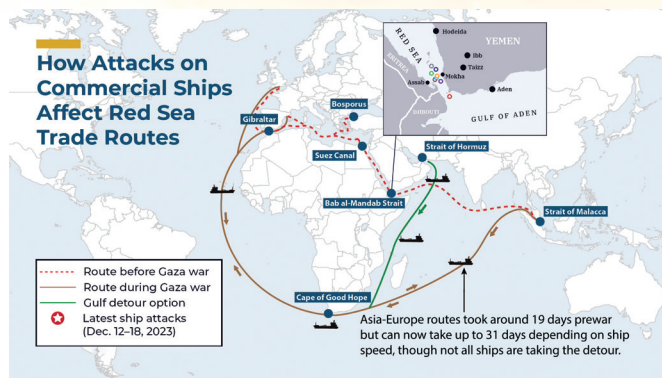 How Attacks on
Commercial Ships
Affect Red Sea
Trade Routes
Hodeida
RED SEA
YEMEN
Ibb
Taizz
ERITREA
Mokha
Assab
Aden
DJIBOUTI
GULF OF ADEN
Bosporus
Gibraltar
Suez Canal
Strait of Hormuz
Bab al-Mandab Strait
Strait of Malacca
Cape of Good Hope
Route before Gaza war
Route during Gaza war
Gulf detour option
Latest ship attacks
(Dec. 12–18, 2023)
Asia-Europe routes took around 19 days prewar
but can now take up to 31 days depending on ship
speed, though not all ships are taking the detour.